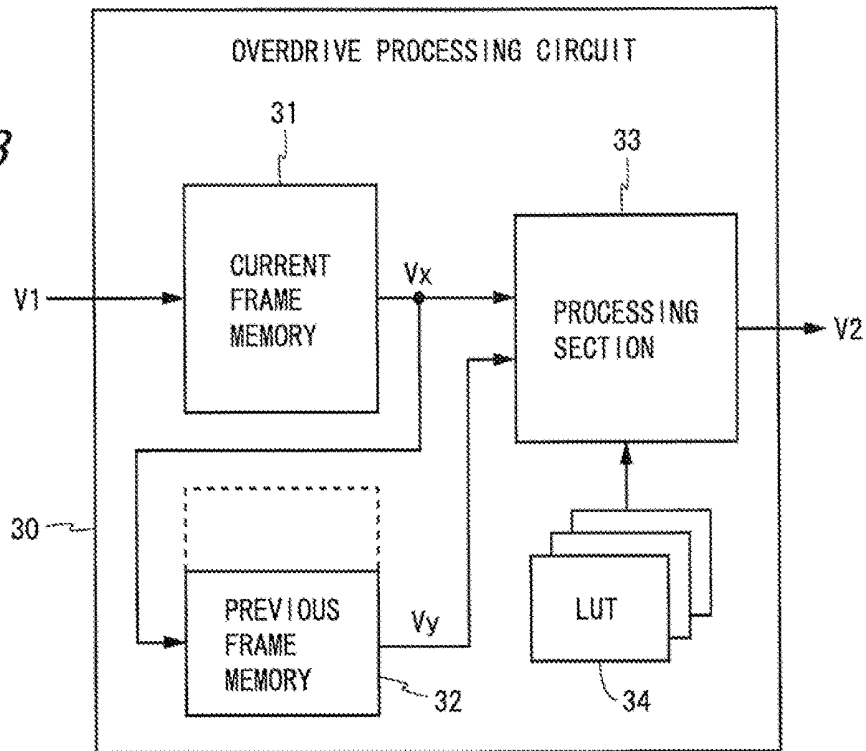 OVERDRIVE PROCESSING CIRCUIT
31
33
V1
CURRENT
FRAME
MEMORY
Vx
PROCESSING
SECTION
V2
30
PREVIOUS
FRAME
MEMORY
Vy
32
LUT
34